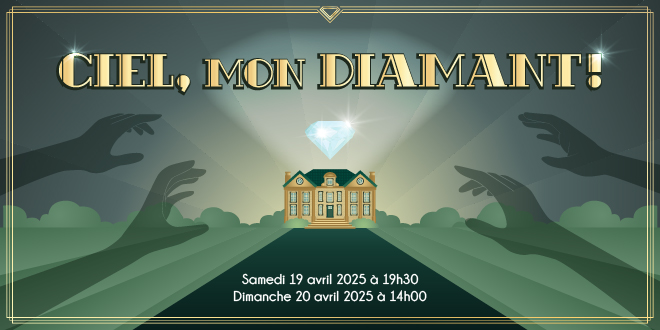 CIEL, MON DIAMANT!
Samedi 19 avril 2025 à 19h30
Dimanche 20 avril 2025 à 14h00